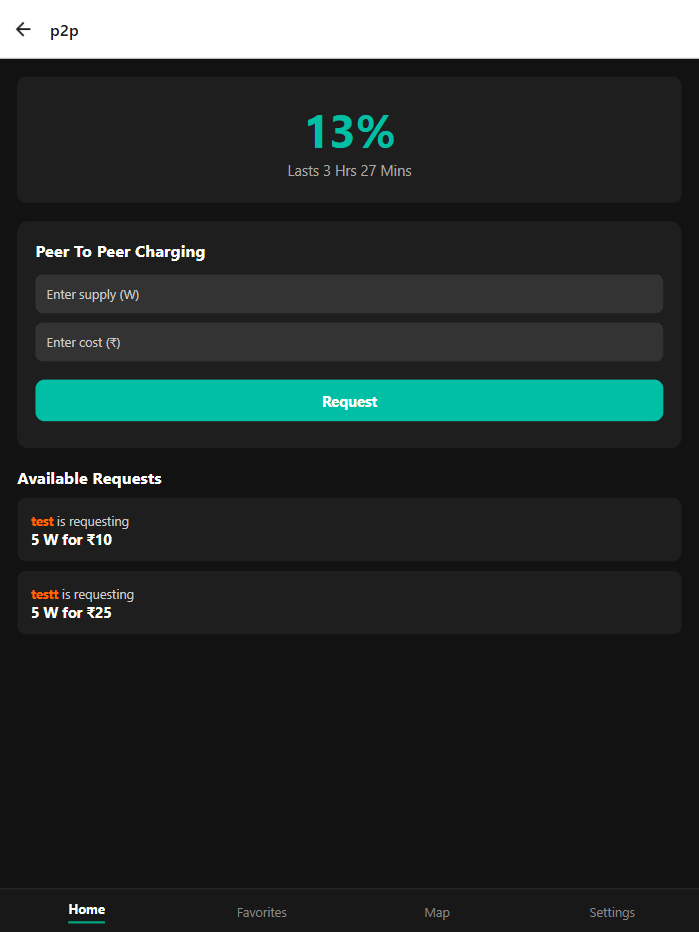 p2p
13%
Lasts 3 Hrs 27 Mins
Peer To Peer Charging
Enter supply (W)
Enter cost (₹)
Request
Available Requests
test is requesting
5 W for ₹10
testt is requesting
5 W for ₹25
Home
Favorites
Map
Settings